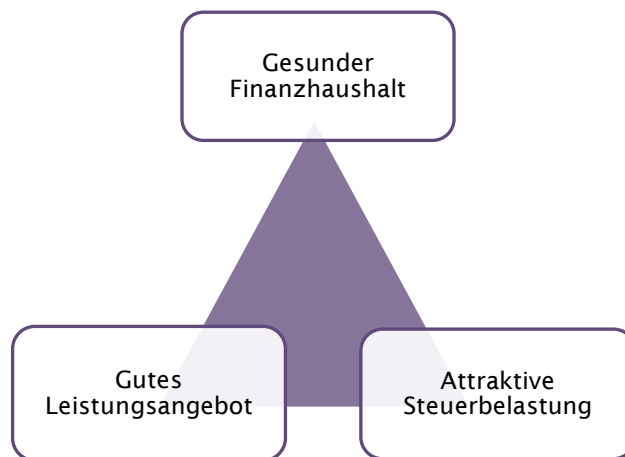 Gesunder
Finanzhaushalt
Gutes
Leistungsangebot
Attraktive
Steuerbelastung